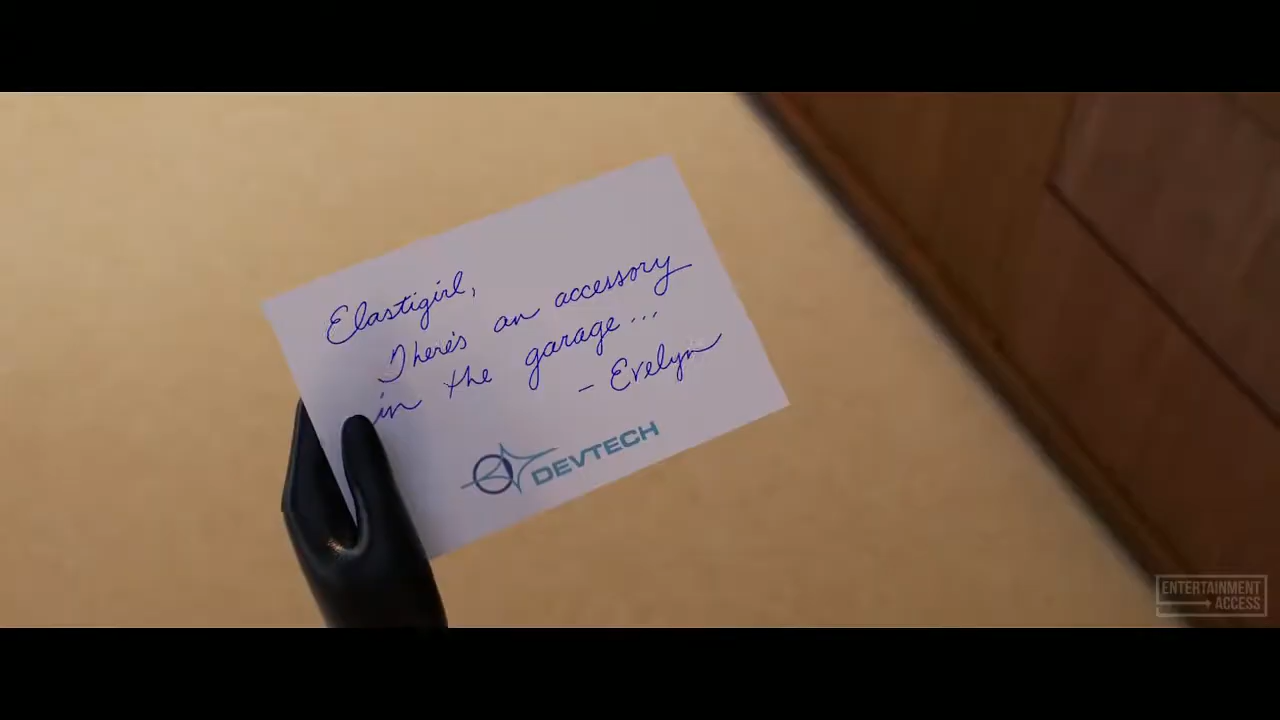 Elastigirl,
There's an accessory
in the garage...
- Evelyn
DEVTECH
ENTERTAINMENT
ACCESS